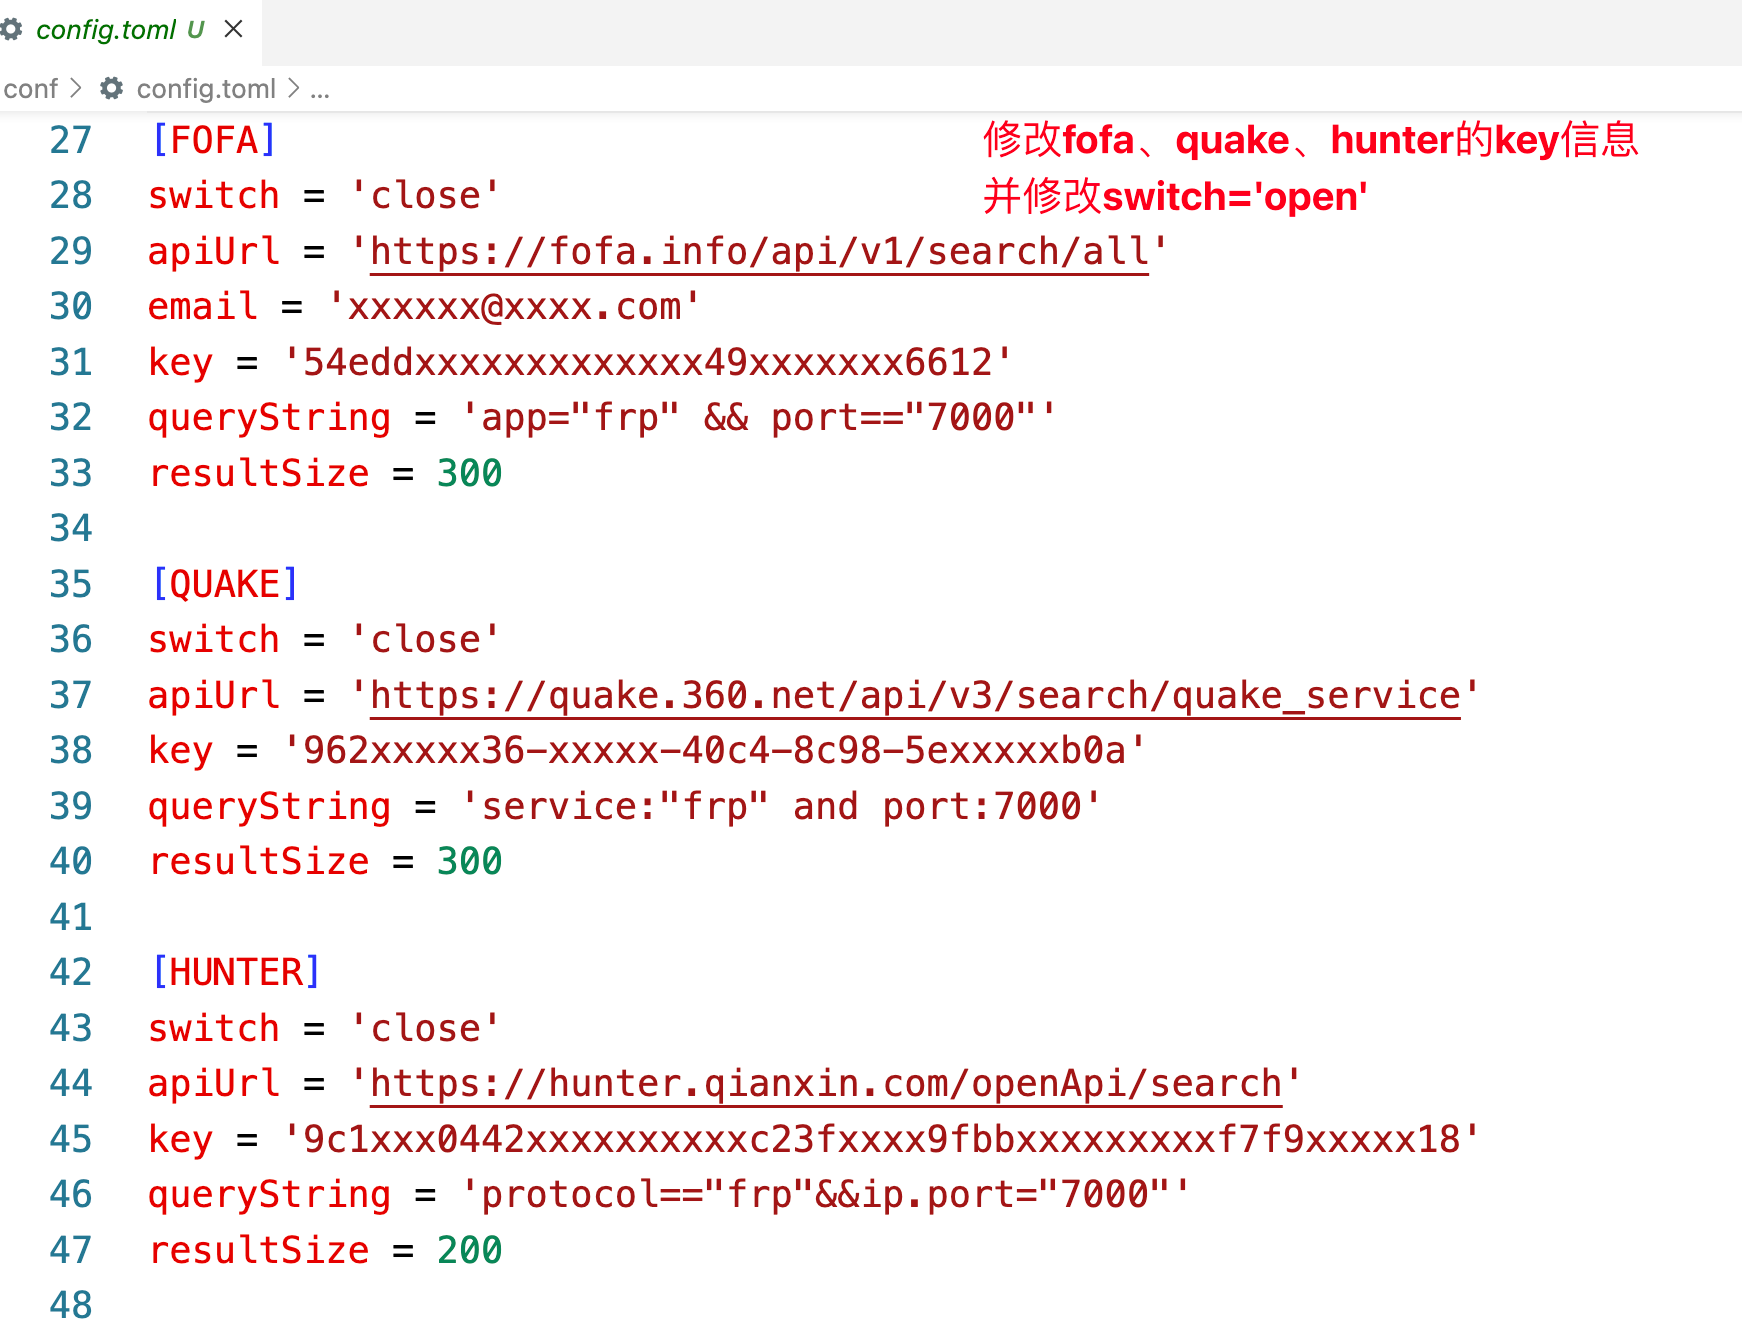 config.toml U
conf > config.toml > ...
27 [FOFA]
修改fofa、quake、hunter的key信息
28 switch = 'close'
并修改switch='open'
29 apiUrl = 'https://fofa.info/api/v1/search/all'
30 email = 'xxxxxx@xxxx.com'
31 key = '54eddxxxxxxxxxxxxx49xxxxxxx6612'
32 queryString = 'app="frp" && port=="7000"'
33 resultSize = 300
34
35 [QUAKE]
36 switch = 'close'
37 apiUrl = 'https://quake.360.net/api/v3/search/quake_service'
38 key = '962xxxxx36-xxxxx-40c4-8c98-5exxxxxb0a'
39 queryString = 'service:"frp" and port:7000'
40 resultSize = 300
41
42 [HUNTER]
43 switch = 'close'
44 apiUrl = 'https://hunter.qianxin.com/openApi/search'
45 key = '9c1xxx0442xxxxxxxxxxc23fxxxx9fbbxxxxxxxxxf7f9xxxxx18'
46 queryString = 'protocol=="frp"&&ip.port="7000"'
47 resultSize = 200
48